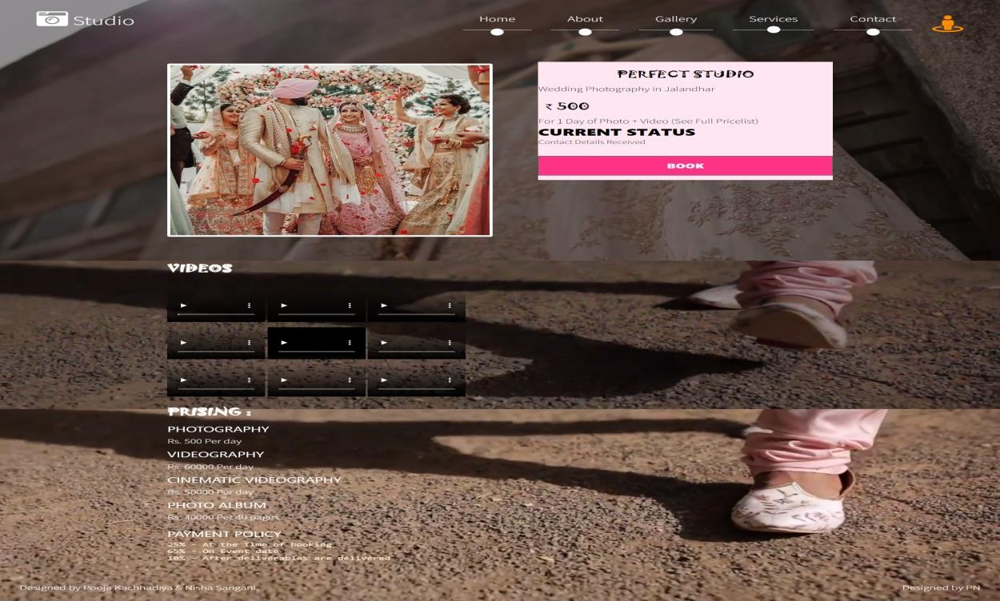 Studio
Home
About
Gallery
Services
Contact
PERFECT STUDIO
Wedding Photography in Jalandhar
₹ 500
For 1 Day of Photo + Video (See Full Pricelist)
CURRENT STATUS
Contact Details Received
BOOK
VIDEOS
PRISING :
PHOTOGRAPHY
Rs. 500 Per day
VIDEOGRAPHY
Rs. 60000 Per day
CINEMATIC VIDEOGRAPHY
Rs. 50000 Per day
PHOTO ALBUM
Rs. 40000 Per 40 pages
PAYMENT POLICY
25% - At the Time of booking
65% - On Event date
10% - After deliverables are delivered
Designed by Pooja Kachhadiya & Nisha Sangani.
Designed by PN